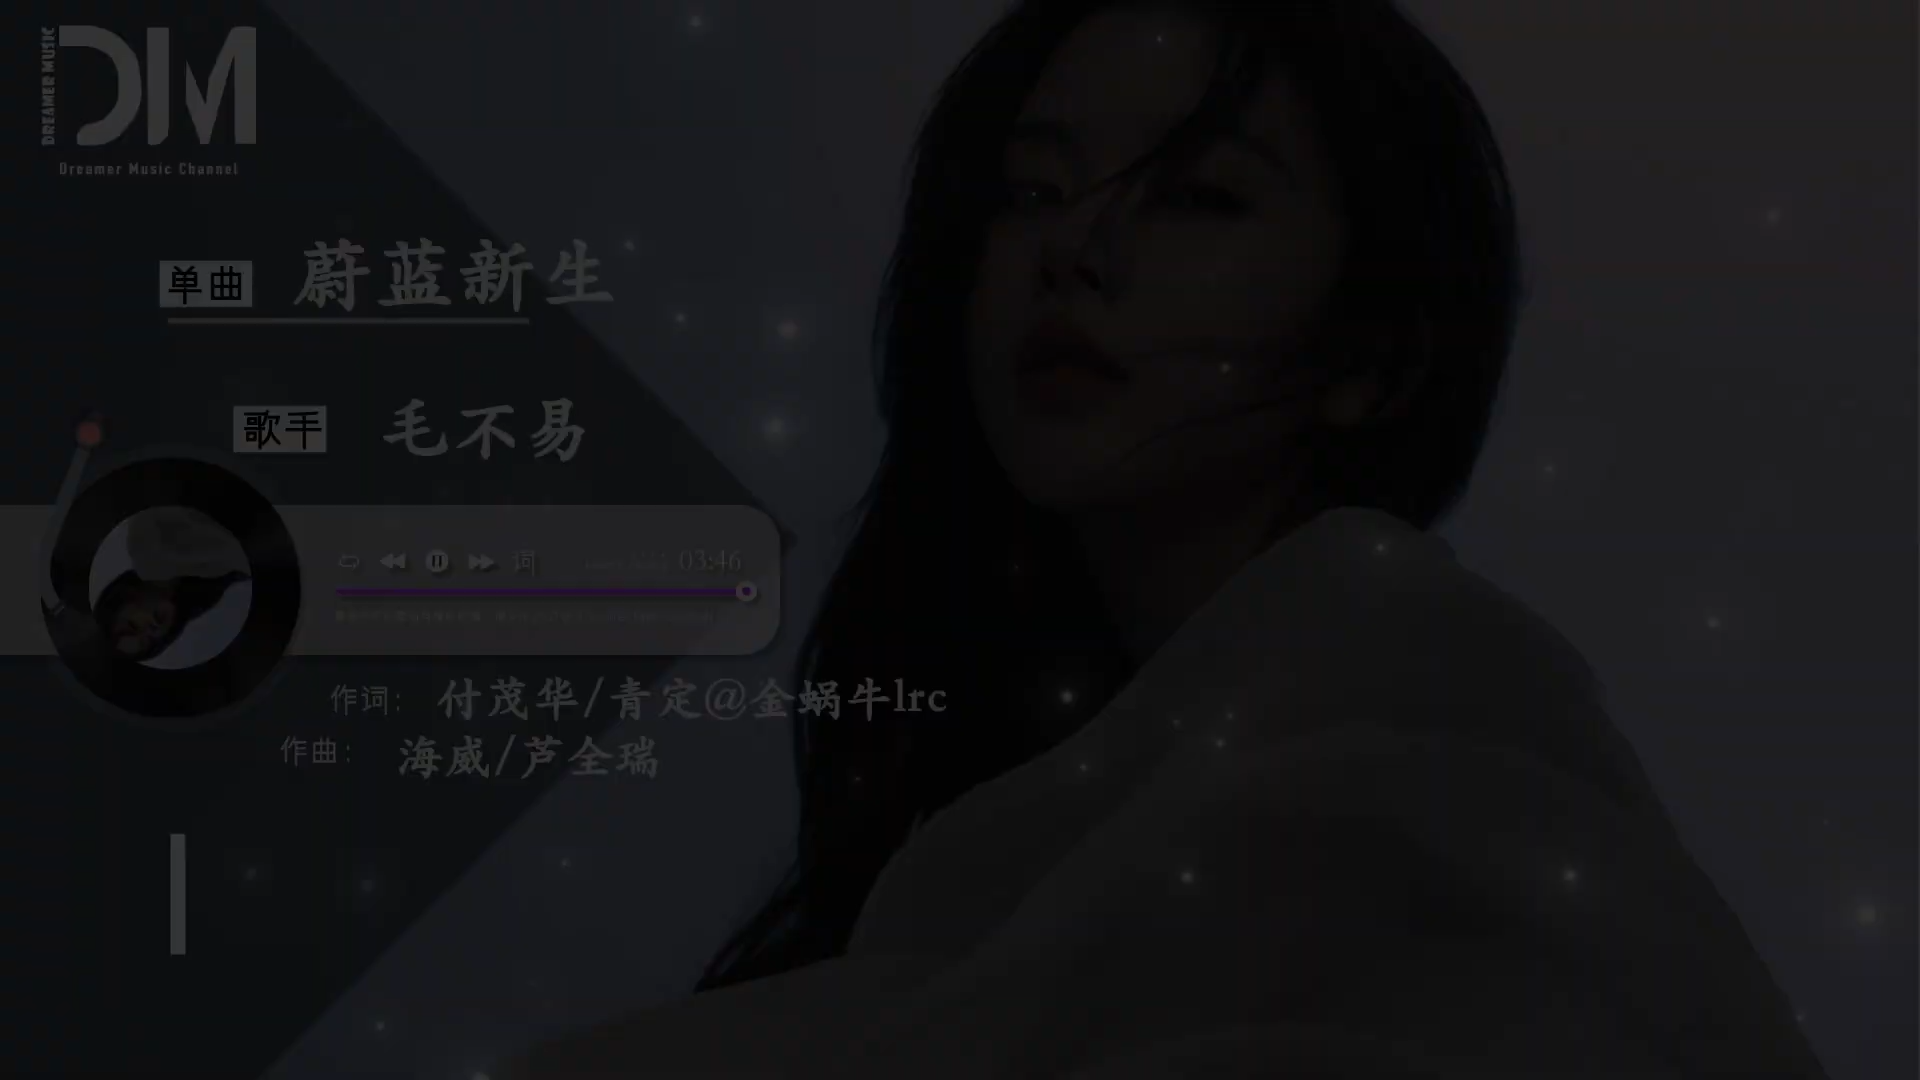 DREAMER MUSIC
DM
Dreamer Music Channel
单曲 蔚蓝新生
歌手 毛不易
词 03:46
作词： 付茂华/青定@金蜗牛lrc
作曲： 海威/芦全瑞